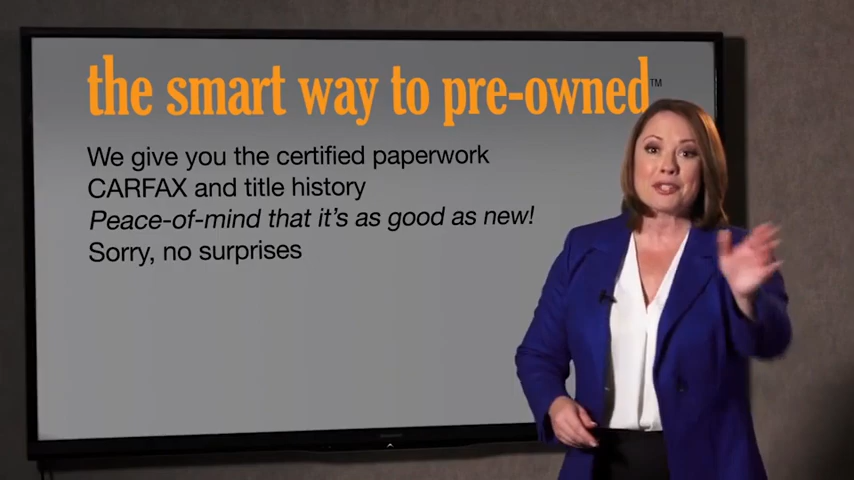 the smart way to pre-owned™
We give you the certified paperwork
CARFAX and title history
Peace-of-mind that it's as good as new!
Sorry, no surprises